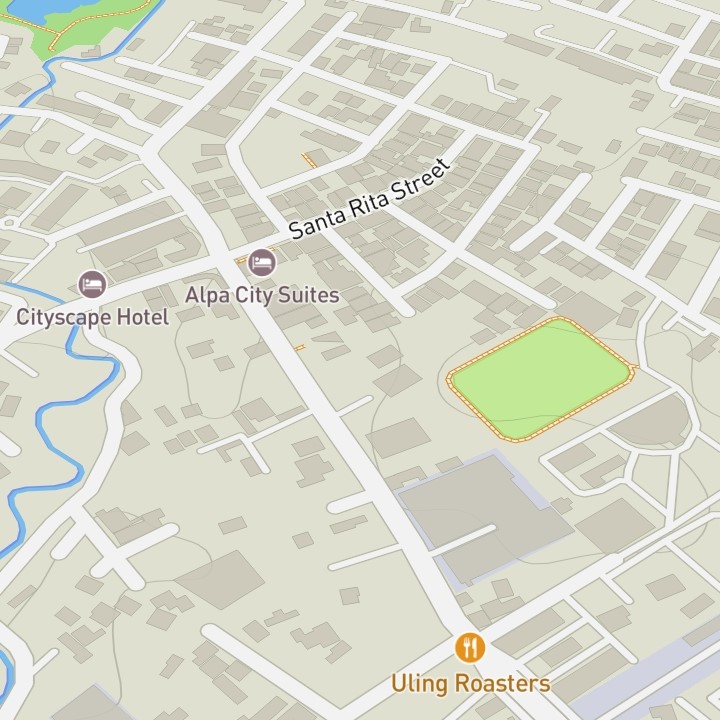 Santa Rita Street
Alpa City Suites
Cityscape Hotel
Uling Roasters